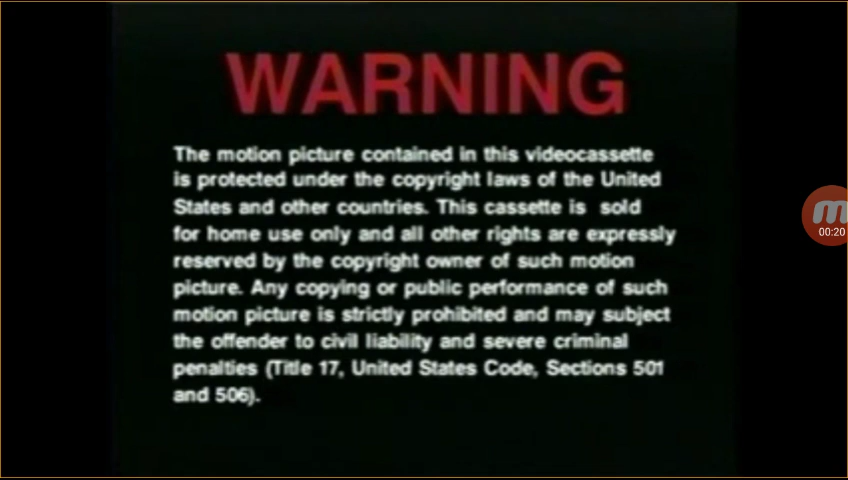 WARNING
The motion picture contained in this videocassette
is protected under the copyright laws of the United
States and other countries. This cassette is sold
for home use only and all other rights are expressly
reserved by the copyright owner of such motion
picture. Any copying or public performance of such
motion picture is strictly prohibited and may subject
the offender to civil liability and severe criminal
penalties (Title 17, United States Code, Sections 501
and 506).
00:20